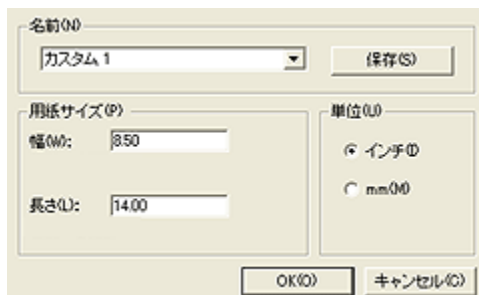 名前(N)
カスタム 1
保存(S)
用紙サイズ(P)
幅(W): 8.50
長さ(L): 14.00
単位(U)
インチ(I)
mm(M)
OK(O) キャンセル(C)